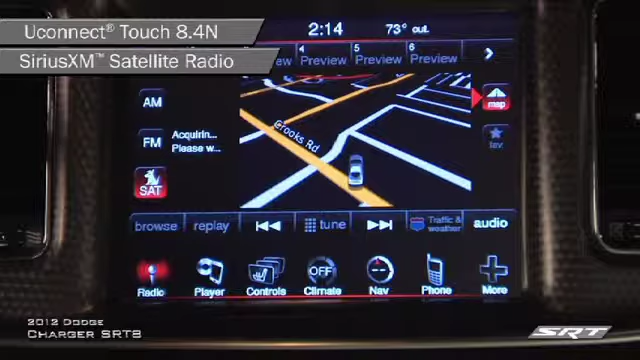 Uconnect® Touch 8.4N
SiriusXM™ Satellite Radio
2:14
73° out.
ew
4 Preview
5 Preview
6 Preview
AM
FM
SAT
Acquirin...
Please w...
Crooks Rd
map
fav
browse
replay
tune
Traffic & weather
audio
Radio
Player
Controls
OFF
Climate
Nav
Phone
More
2012 Dodge
Charger SRT8
SRT